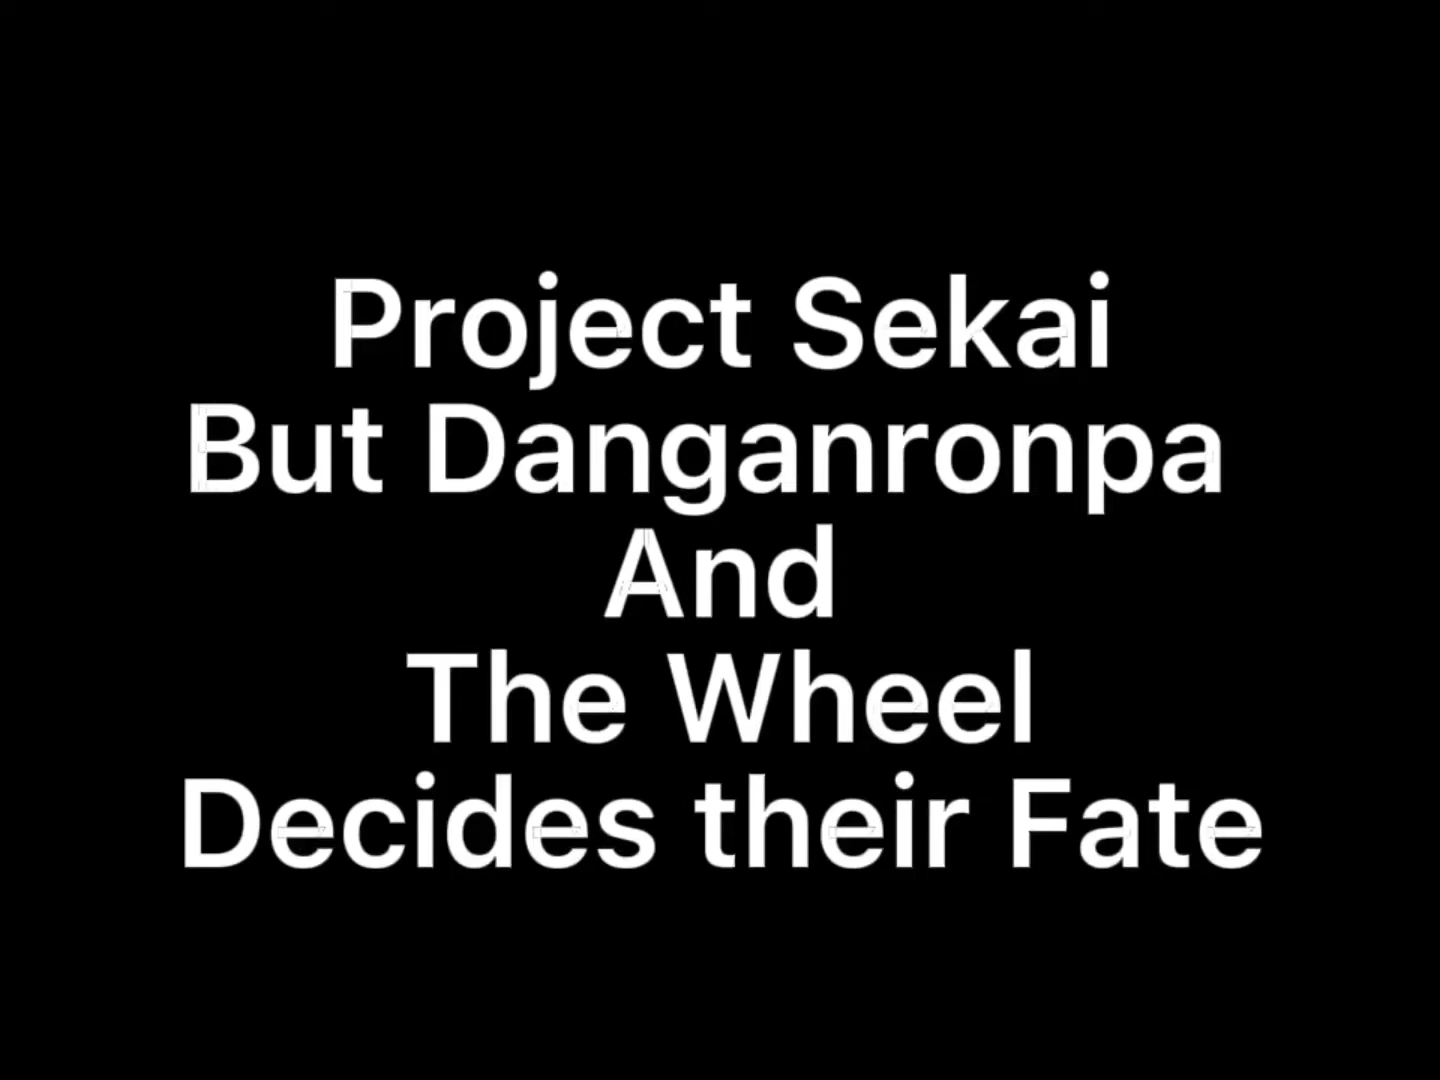 Project Sekai
But Danganronpa
And
The Wheel
Decides their Fate